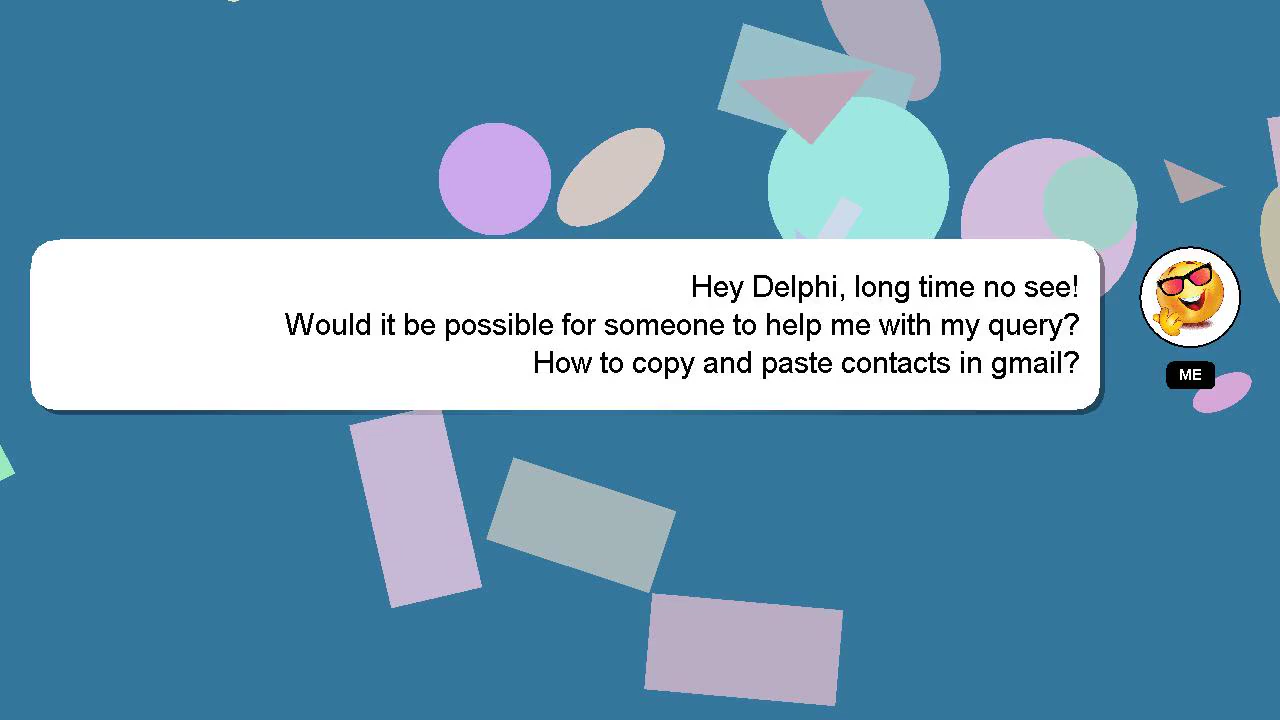 Hey Delphi, long time no see!
Would it be possible for someone to help me with my query?
How to copy and paste contacts in gmail?
ME